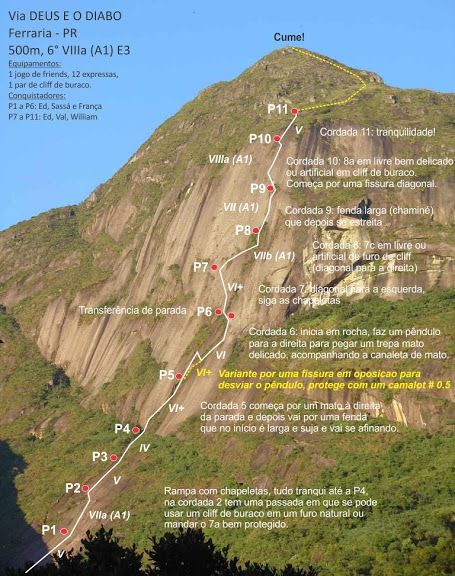 Via DEUS E O DIABO
Ferraria - PR
500m, 6° VIIIa (A1) E3
Equipamentos:
1 jogo de friends, 12 expressas,
1 par de cliff de buraco.
Conquistadores:
P1 a P6: Ed, Sassá e França
P7 a P11: Ed, Val, William
Cume!
P11
V
Cordada 11: tranquilidade!
P10
VIIIa (A1)
Cordada 10: 8a em livre bem delicado
ou artificial em cliff de buraco.
Começa por uma fissura diagonal.
P9
VII (A1)
Cordada 9: fenda larga (chaminé)
que depois se estreita
P8
VIIb (A1)
Cordada 8: 7c em livre ou
artificial de furo de cliff
(diagonal para a direita)
P7
VI+
Cordada 7: diagonal para a esquerda,
siga as chapeletas
Transferência de parada
P6
VI
Cordada 6: inicia em rocha, faz um pêndulo
para a direita para pegar um trepa mato
delicado, acompanhando a canaleta de mato.
P5
VI+
Variante por uma fissura em oposicao para
desviar o pêndulo, protege com um camalot # 0.5
VI+
Cordada 5 começa por um mato à direita
da parada e depois vai por uma fenda
que no início é larga e suja e vai se afinando.
P4
IV
P3
V
P2
VIIa (A1)
Rampa com chapeletas, tudo tranqui até a P4,
na cordada 2 tem uma passada em que se pode
usar um cliff de buraco em um furo natural ou
mandar o 7a bem protegido.
P1
V